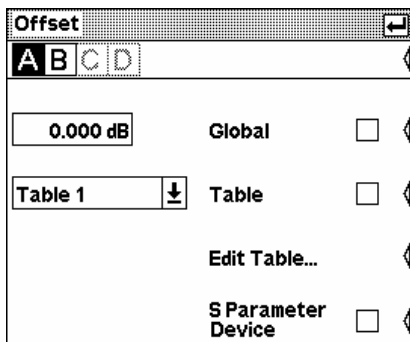 Offset
A B C D
0.000 dB Global
Table 1 Table
Edit Table...
S Parameter
Device